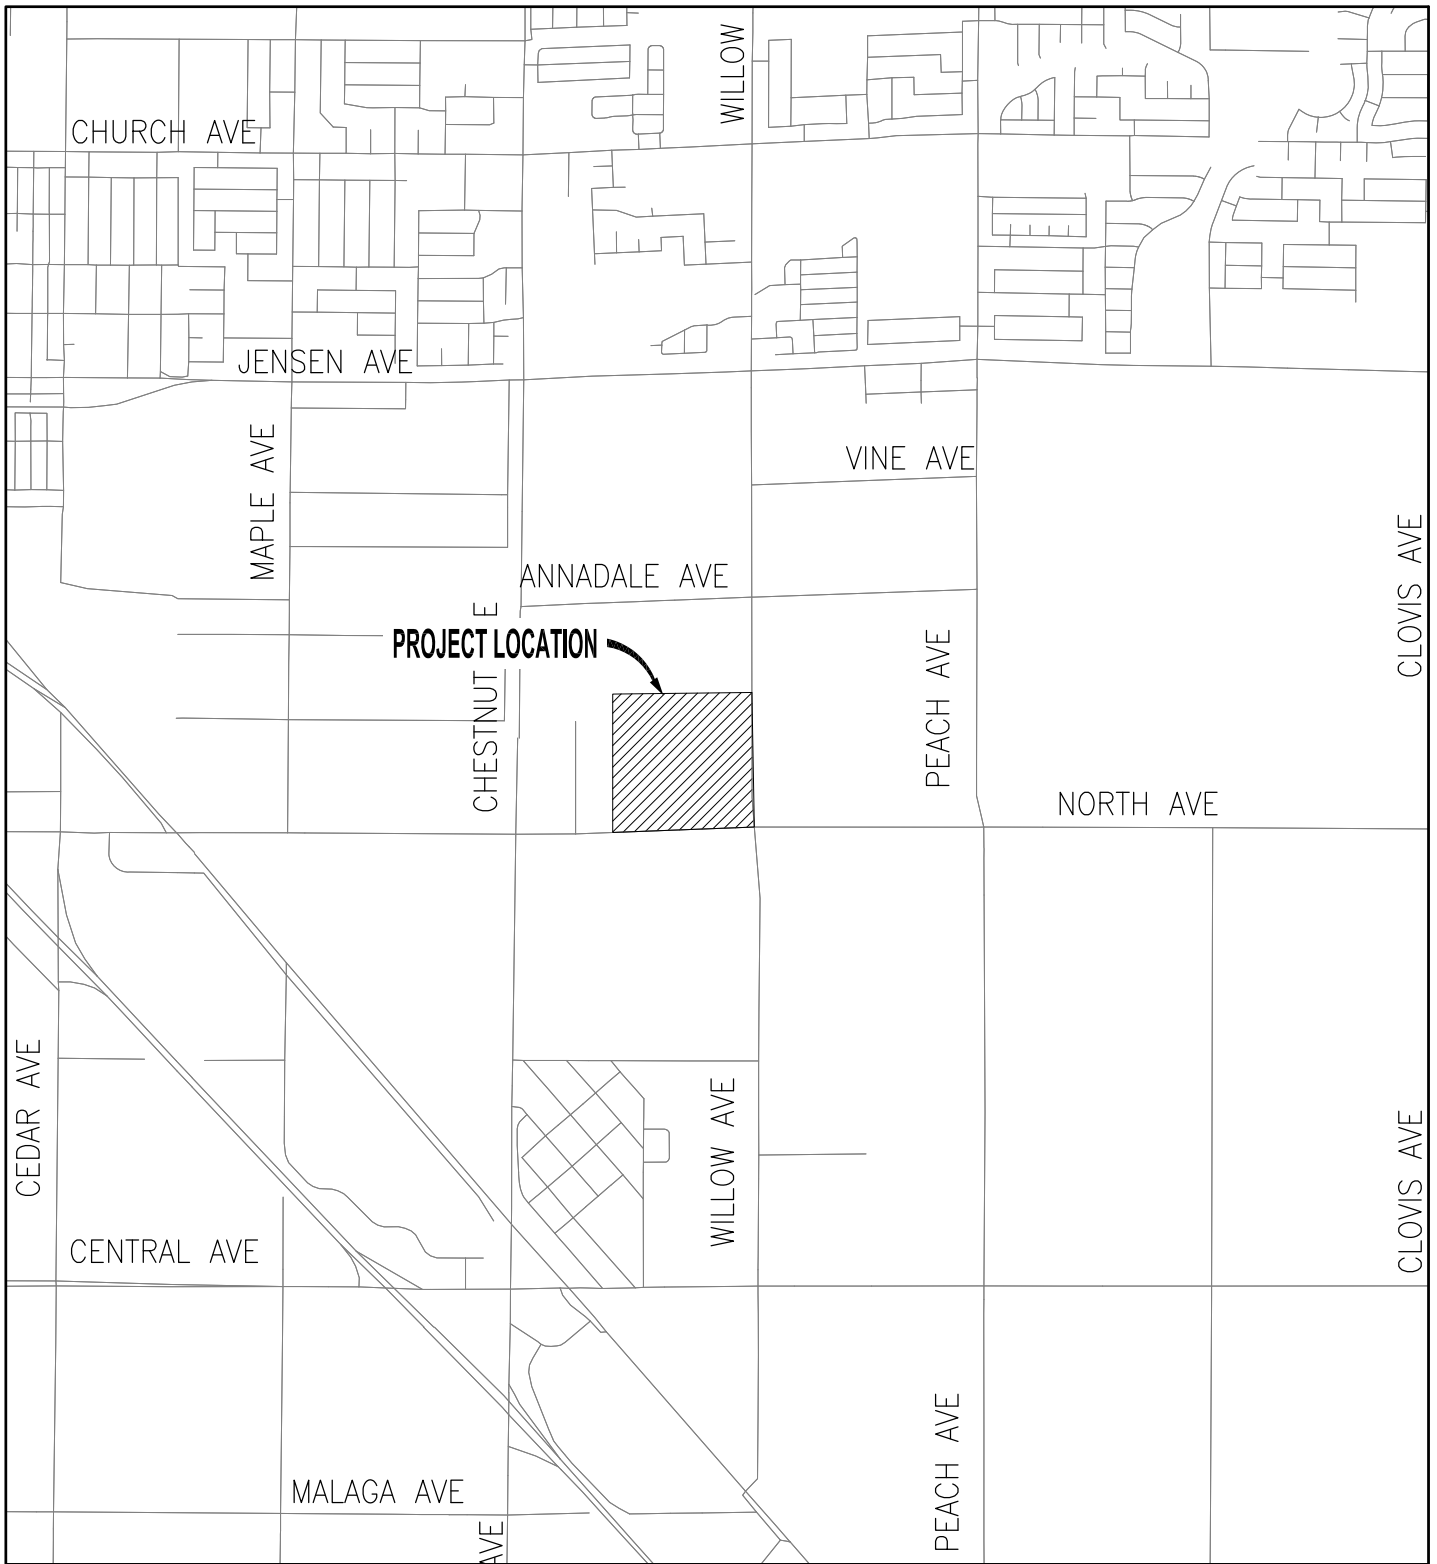 WILLOW
CHURCH AVE
JENSEN AVE
MAPLE AVE
VINE AVE
CLOVIS AVE
ANNADALE AVE
CHESTNUT E
PROJECT LOCATION
PEACH AVE
NORTH AVE
CEDAR AVE
WILLOW AVE
CLOVIS AVE
CENTRAL AVE
PEACH AVE
MALAGA AVE
AVE